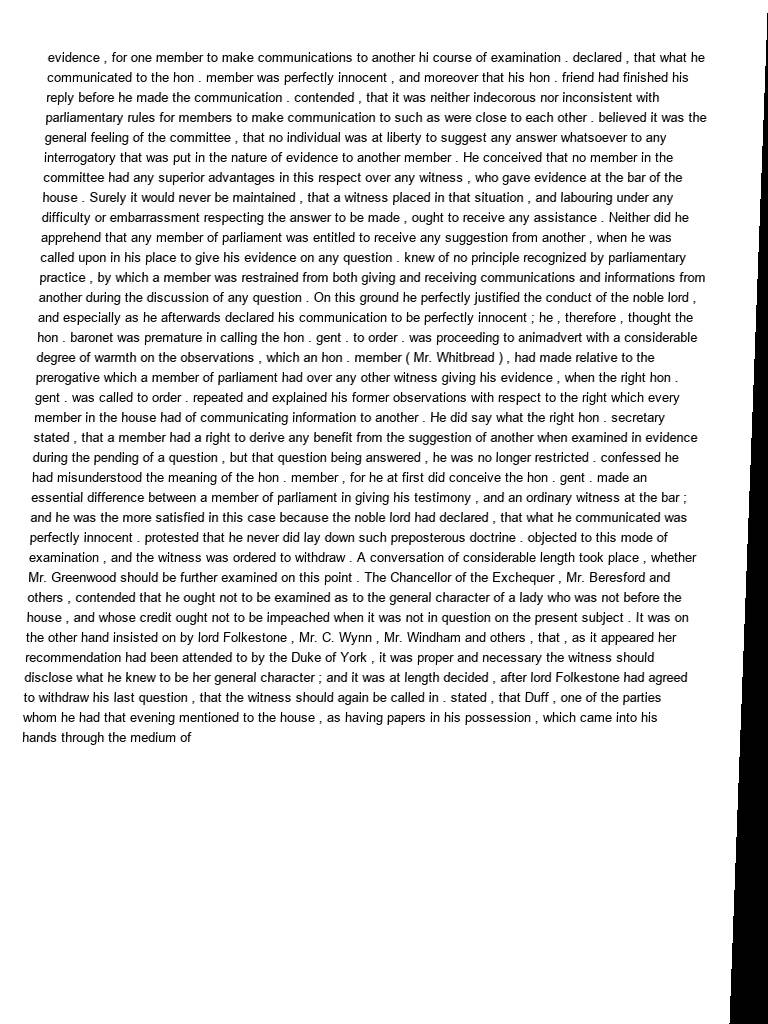 evidence , for one member to make communications to another hi course of examination . declared , that what he
communicated to the hon . member was perfectly innocent , and moreover that his hon . friend had finished his
reply before he made the communication . contended , that it was neither indecorous nor inconsistent with
parliamentary rules for members to make communication to such as were close to each other . believed it was the
general feeling of the committee , that no individual was at liberty to suggest any answer whatsoever to any
interrogatory that was put in the nature of evidence to another member . He conceived that no member in the
committee had any superior advantages in this respect over any witness , who gave evidence at the bar of the
house . Surely it would never be maintained , that a witness placed in that situation , and labouring under any
difficulty or embarrassment respecting the answer to be made , ought to receive any assistance . Neither did he
apprehend that any member of parliament was entitled to receive any suggestion from another , when he was
called upon in his place to give his evidence on any question . knew of no principle recognized by parliamentary
practice , by which a member was restrained from both giving and receiving communications and informations from
another during the discussion of any question . On this ground he perfectly justified the conduct of the noble lord ,
and especially as he afterwards declared his communication to be perfectly innocent ; he , therefore , thought the
hon . baronet was premature in calling the hon . gent . to order . was proceeding to animadvert with a considerable
degree of warmth on the observations , which an hon . member ( Mr. Whitbread ) , had made relative to the
prerogative which a member of parliament had over any other witness giving his evidence , when the right hon .
gent . was called to order . repeated and explained his former observations with respect to the right which every
member in the house had of communicating information to another . He did say what the right hon . secretary
stated , that a member had a right to derive any benefit from the suggestion of another when examined in evidence
during the pending of a question , but that question being answered , he was no longer restricted . confessed he
had misunderstood the meaning of the hon . member , for he at first did conceive the hon . gent . made an
essential difference between a member of parliament in giving his testimony , and an ordinary witness at the bar ;
and he was the more satisfied in this case because the noble lord had declared , that what he communicated was
perfectly innocent . protested that he never did lay down such preposterous doctrine . objected to this mode of
examination , and the witness was ordered to withdraw . A conversation of considerable length took place , whether
Mr. Greenwood should be further examined on this point . The Chancellor of the Exchequer , Mr. Beresford and
others , contended that he ought not to be examined as to the general character of a lady who was not before the
house , and whose credit ought not to be impeached when it was not in question on the present subject . It was on
the other hand insisted on by lord Folkestone , Mr. C. Wynn , Mr. Windham and others , that , as it appeared her
recommendation had been attended to by the Duke of York , it was proper and necessary the witness should
disclose what he knew to be her general character ; and it was at length decided , after lord Folkestone had agreed
to withdraw his last question , that the witness should again be called in . stated , that Duff , one of the parties
whom he had that evening mentioned to the house , as having papers in his possession , which came into his
hands through the medium of